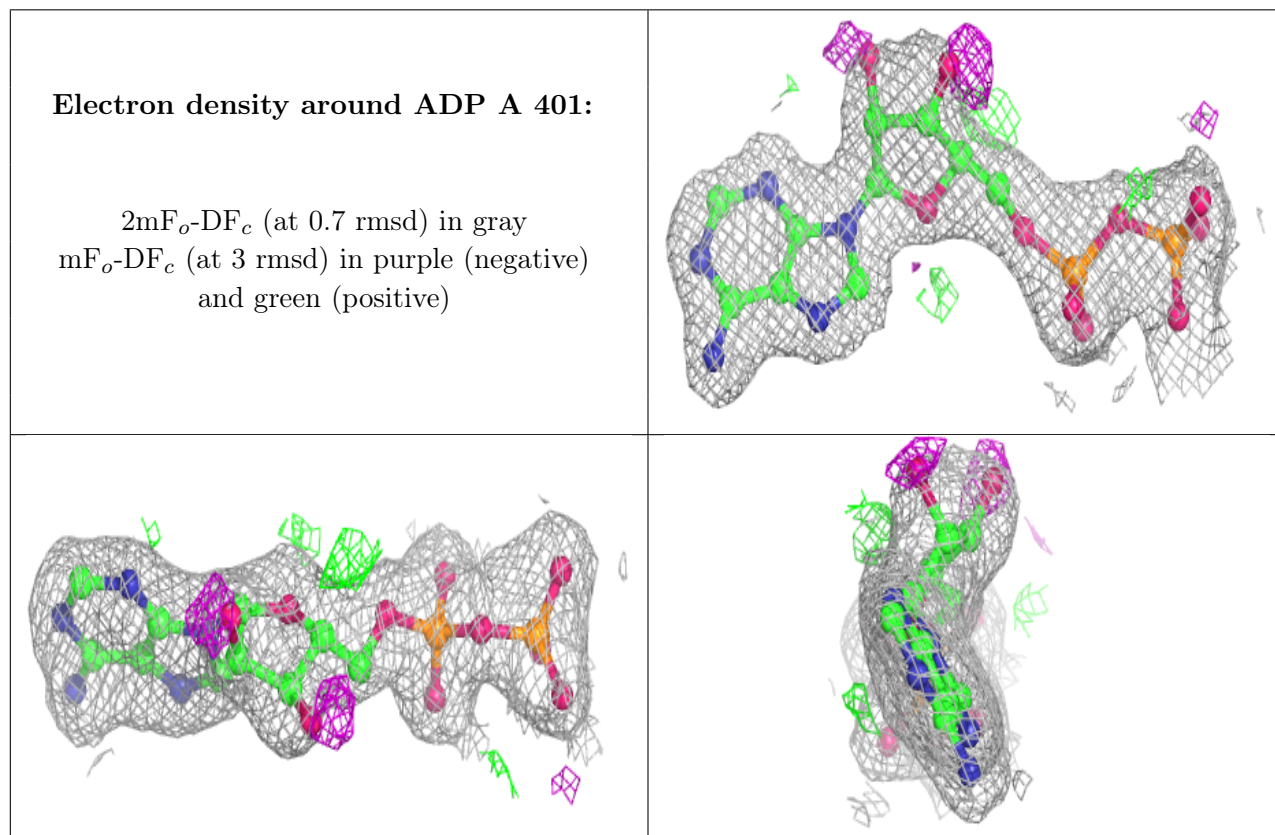 Electron density around ADP A 401:
2mFo-DFc (at 0.7 rmsd) in gray
mFo-DFc (at 3 rmsd) in purple (negative)
and green (positive)